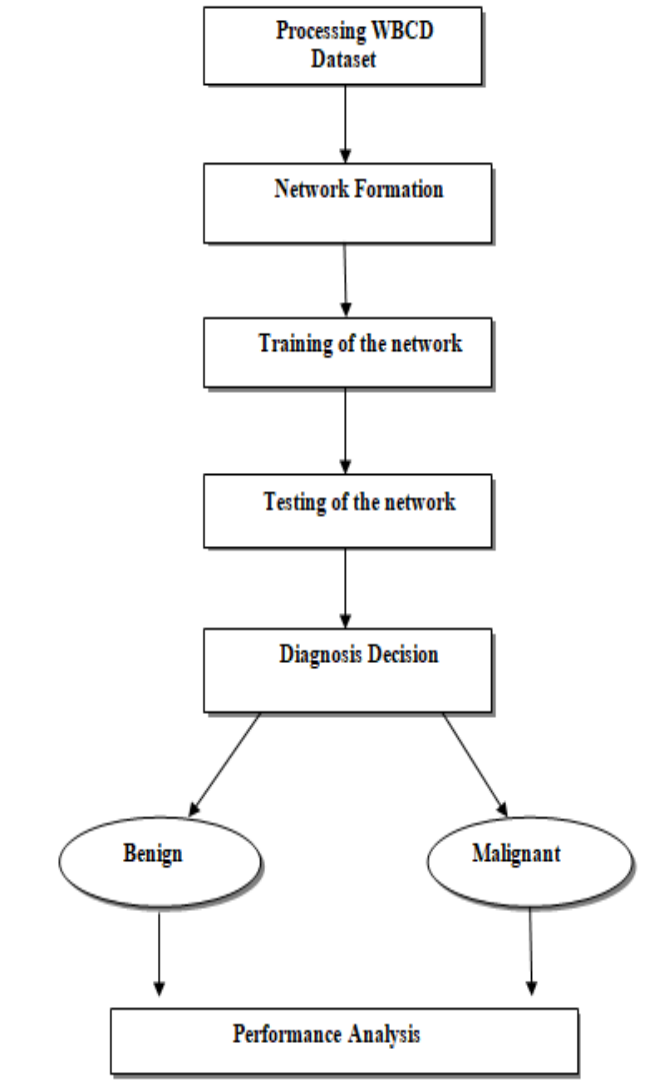 Processing WBCD
Dataset
Network Formation
Training of the network
Testing of the network
Diagnosis Decision
Benign
Malignant
Performance Analysis